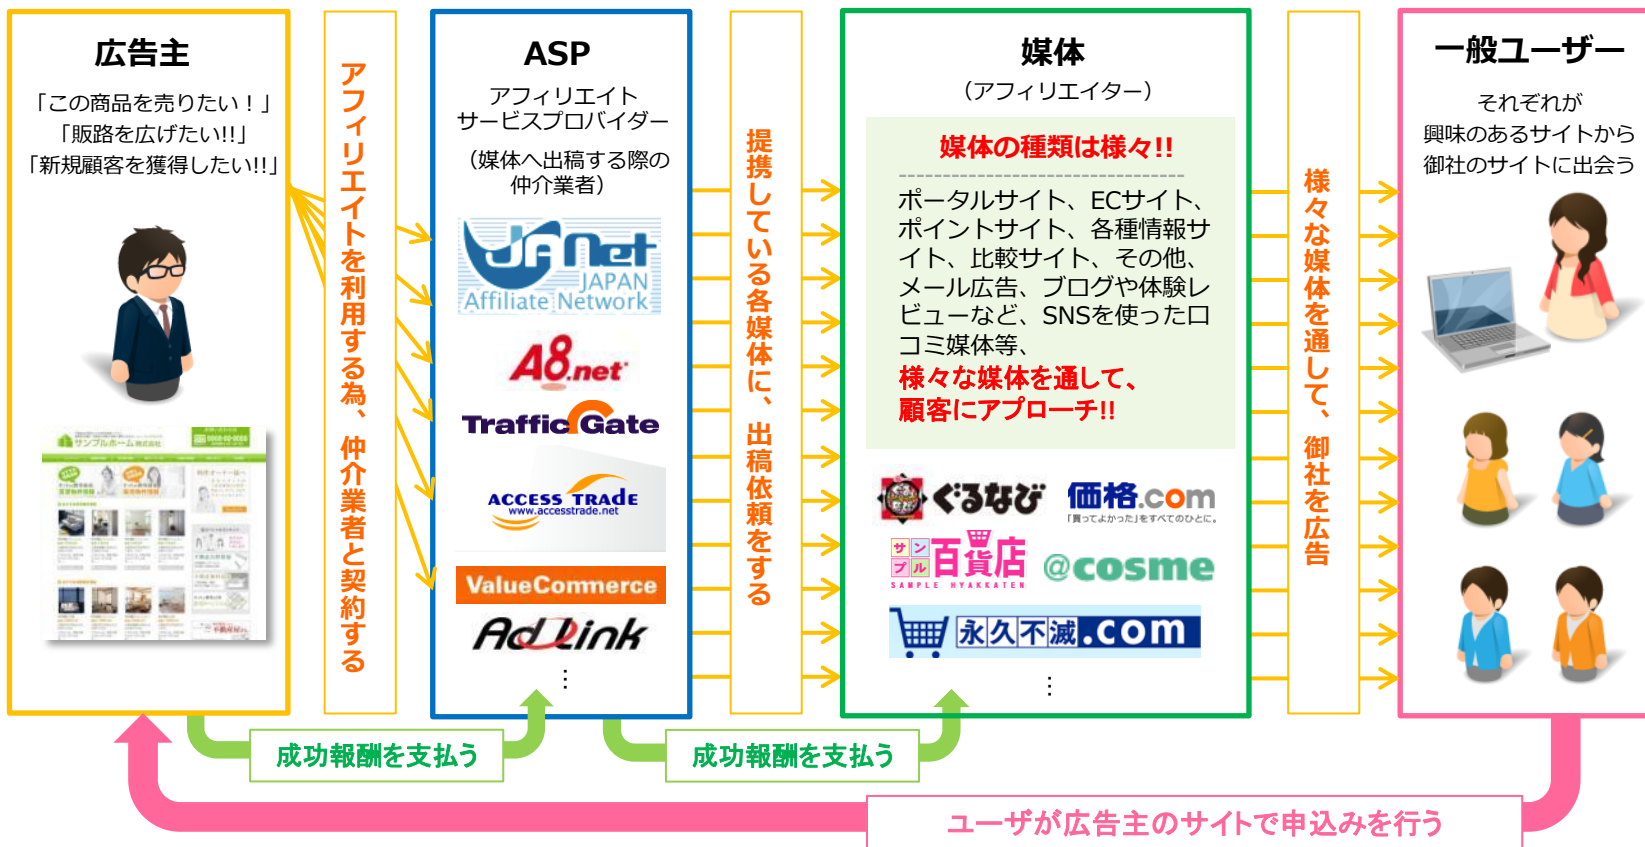 広告主
「この商品を売りたい！」
「販路を広げたい!!」
「新規顧客を獲得したい!!」
サンプルホーム株式会社
アフィリエイトを利用する為、仲介業者と契約する
ASP
アフィリエイト
サービスプロバイダー
（媒体へ出稿する際の
仲介業者）
JANet
JAPAN
Affiliate Network
A8.net
TrafficGate
ACCESS TRADE
www.accesstrade.net
ValueCommerce
AdLink
⋮
提携している各媒体に、出稿依頼をする
媒体
（アフィリエイター）
媒体の種類は様々!!
ポータルサイト、ECサイト、
ポイントサイト、各種情報サ
イト、比較サイト、その他、
メール広告、ブログや体験レ
ビューなど、SNSを使った口
コミ媒体等、
様々な媒体を通して、
顧客にアプローチ!!
ぐるなび
価格.com
「買ってよかった」をすべてのひとに。
サンプル百貨店
SAMPLE HYAKKATEN
@cosme
永久不滅.com
⋮
様々な媒体を通して、御社を広告
一般ユーザー
それぞれが
興味のあるサイトから
御社のサイトに出会う
成功報酬を支払う
成功報酬を支払う
ユーザが広告主のサイトで申込みを行う